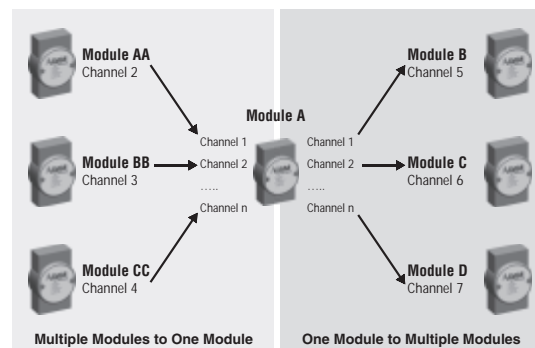 Module AA
Channel 2
Module BB
Channel 3
Module CC
Channel 4
Module A
Channel 1
Channel 2
.....
Channel n
Channel 1
Channel 2
.....
Channel n
Module B
Channel 5
Module C
Channel 6
Module D
Channel 7
Multiple Modules to One Module
One Module to Multiple Modules